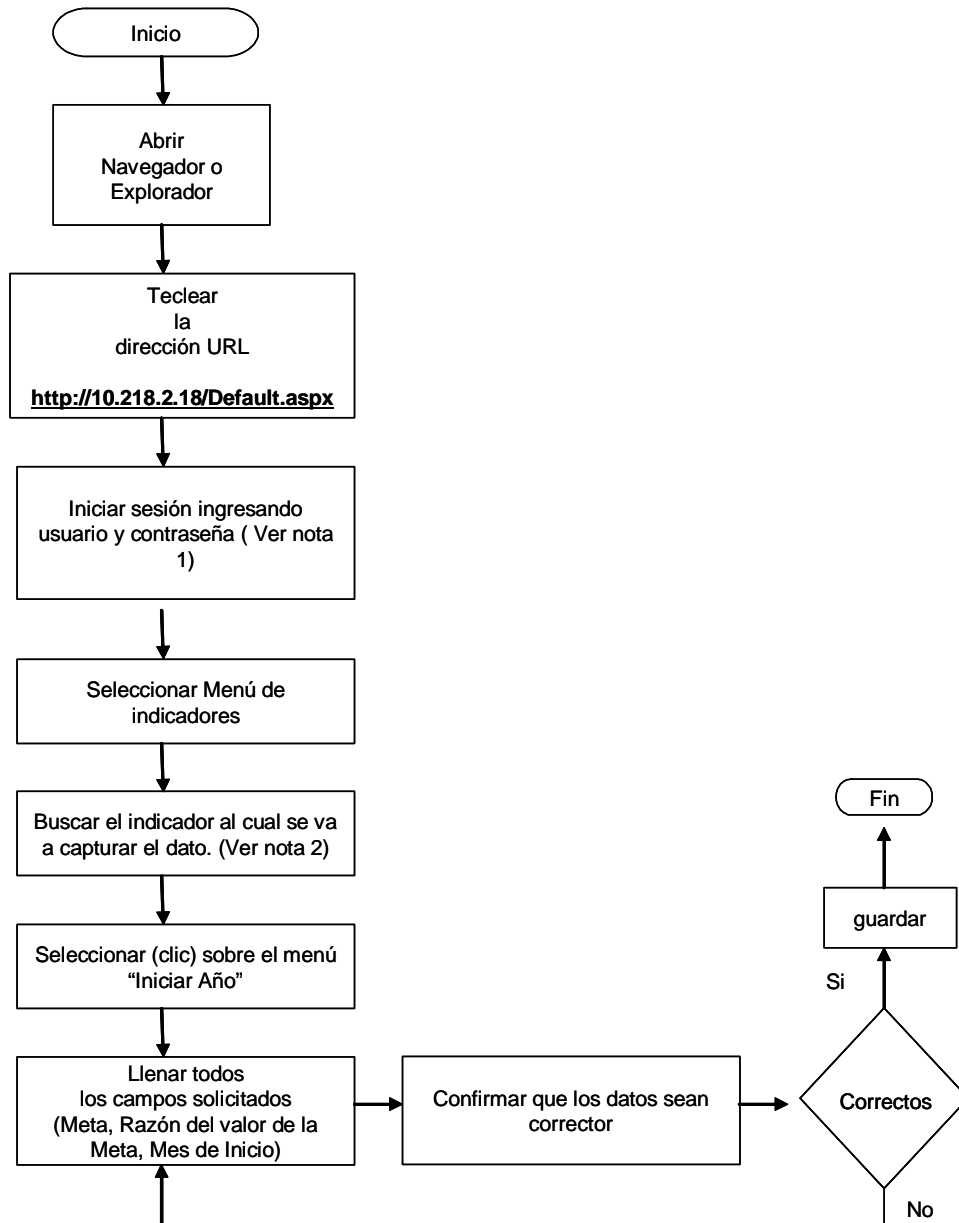 Inicio
Abrir
Navegador o
Explorador
Teclear
la
dirección URL
http://10.218.2.18/Default.aspx
Iniciar sesión ingresando
usuario y contraseña ( Ver nota
1)
Seleccionar Menú de
indicadores
Buscar el indicador al cual se va
a capturar el dato. (Ver nota 2)
Seleccionar (clic) sobre el menú
“Iniciar Año”
Llenar todos
los campos solicitados
(Meta, Razón del valor de la
Meta, Mes de Inicio)
Confirmar que los datos sean
corrector
Correctos
No
Si
guardar
Fin